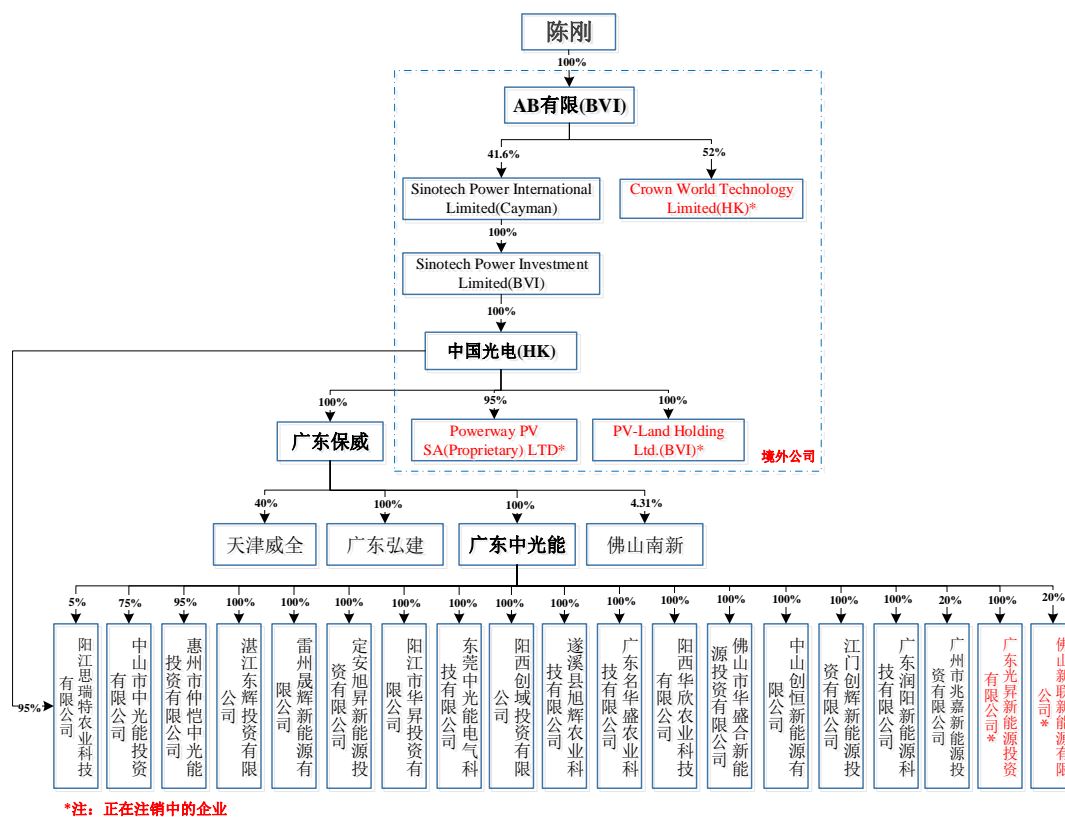 陈刚
100%
AB有限(BVI)
41.6%
52%
Sinotech Power International
Limited(Cayman)
Crown World Technology
Limited(HK)*
100%
Sinotech Power Investment
Limited(BVI)
100%
中国光电(HK)
100%
95%
100%
广东保威
Powerway PV
SA(Proprietary) LTD*
PV-Land Holding
Ltd.(BVI)*
境外公司
40%
100%
100%
4.31%
天津威全
广东弘建
广东中光能
佛山南新
5%
75%
95%
100%
100%
100%
100%
100%
100%
100%
100%
100%
100%
100%
100%
100%
20%
100%
20%
95%
阳江思瑞特农业科技
有限公司
中山市中光能投资
有限公司
惠州市仲恺中光能
投资有限公司
湛江东辉投资有限
公司
雷州晟辉新能源有
限公司
定安旭昇新能源投
资有限公司
阳江市华昇投资有
限公司
东莞中光能电气科
技有限公司
阳西创域投资有限
公司
遂溪县旭辉农业科
技有限公司
广东名华盛农业科
技有限公司
阳西华欣农业科技
有限公司
佛山市华盛合新能
源投资有限公司
中山创恒新能源有
限公司
江门创辉新能源投
资有限公司
广东润阳新能源科
技有限公司
广州市兆嘉新能源投
资有限公司
广东光昇新能源投资
有限公司*
佛山新联新能源有限
公司*
*注：正在注销中的企业